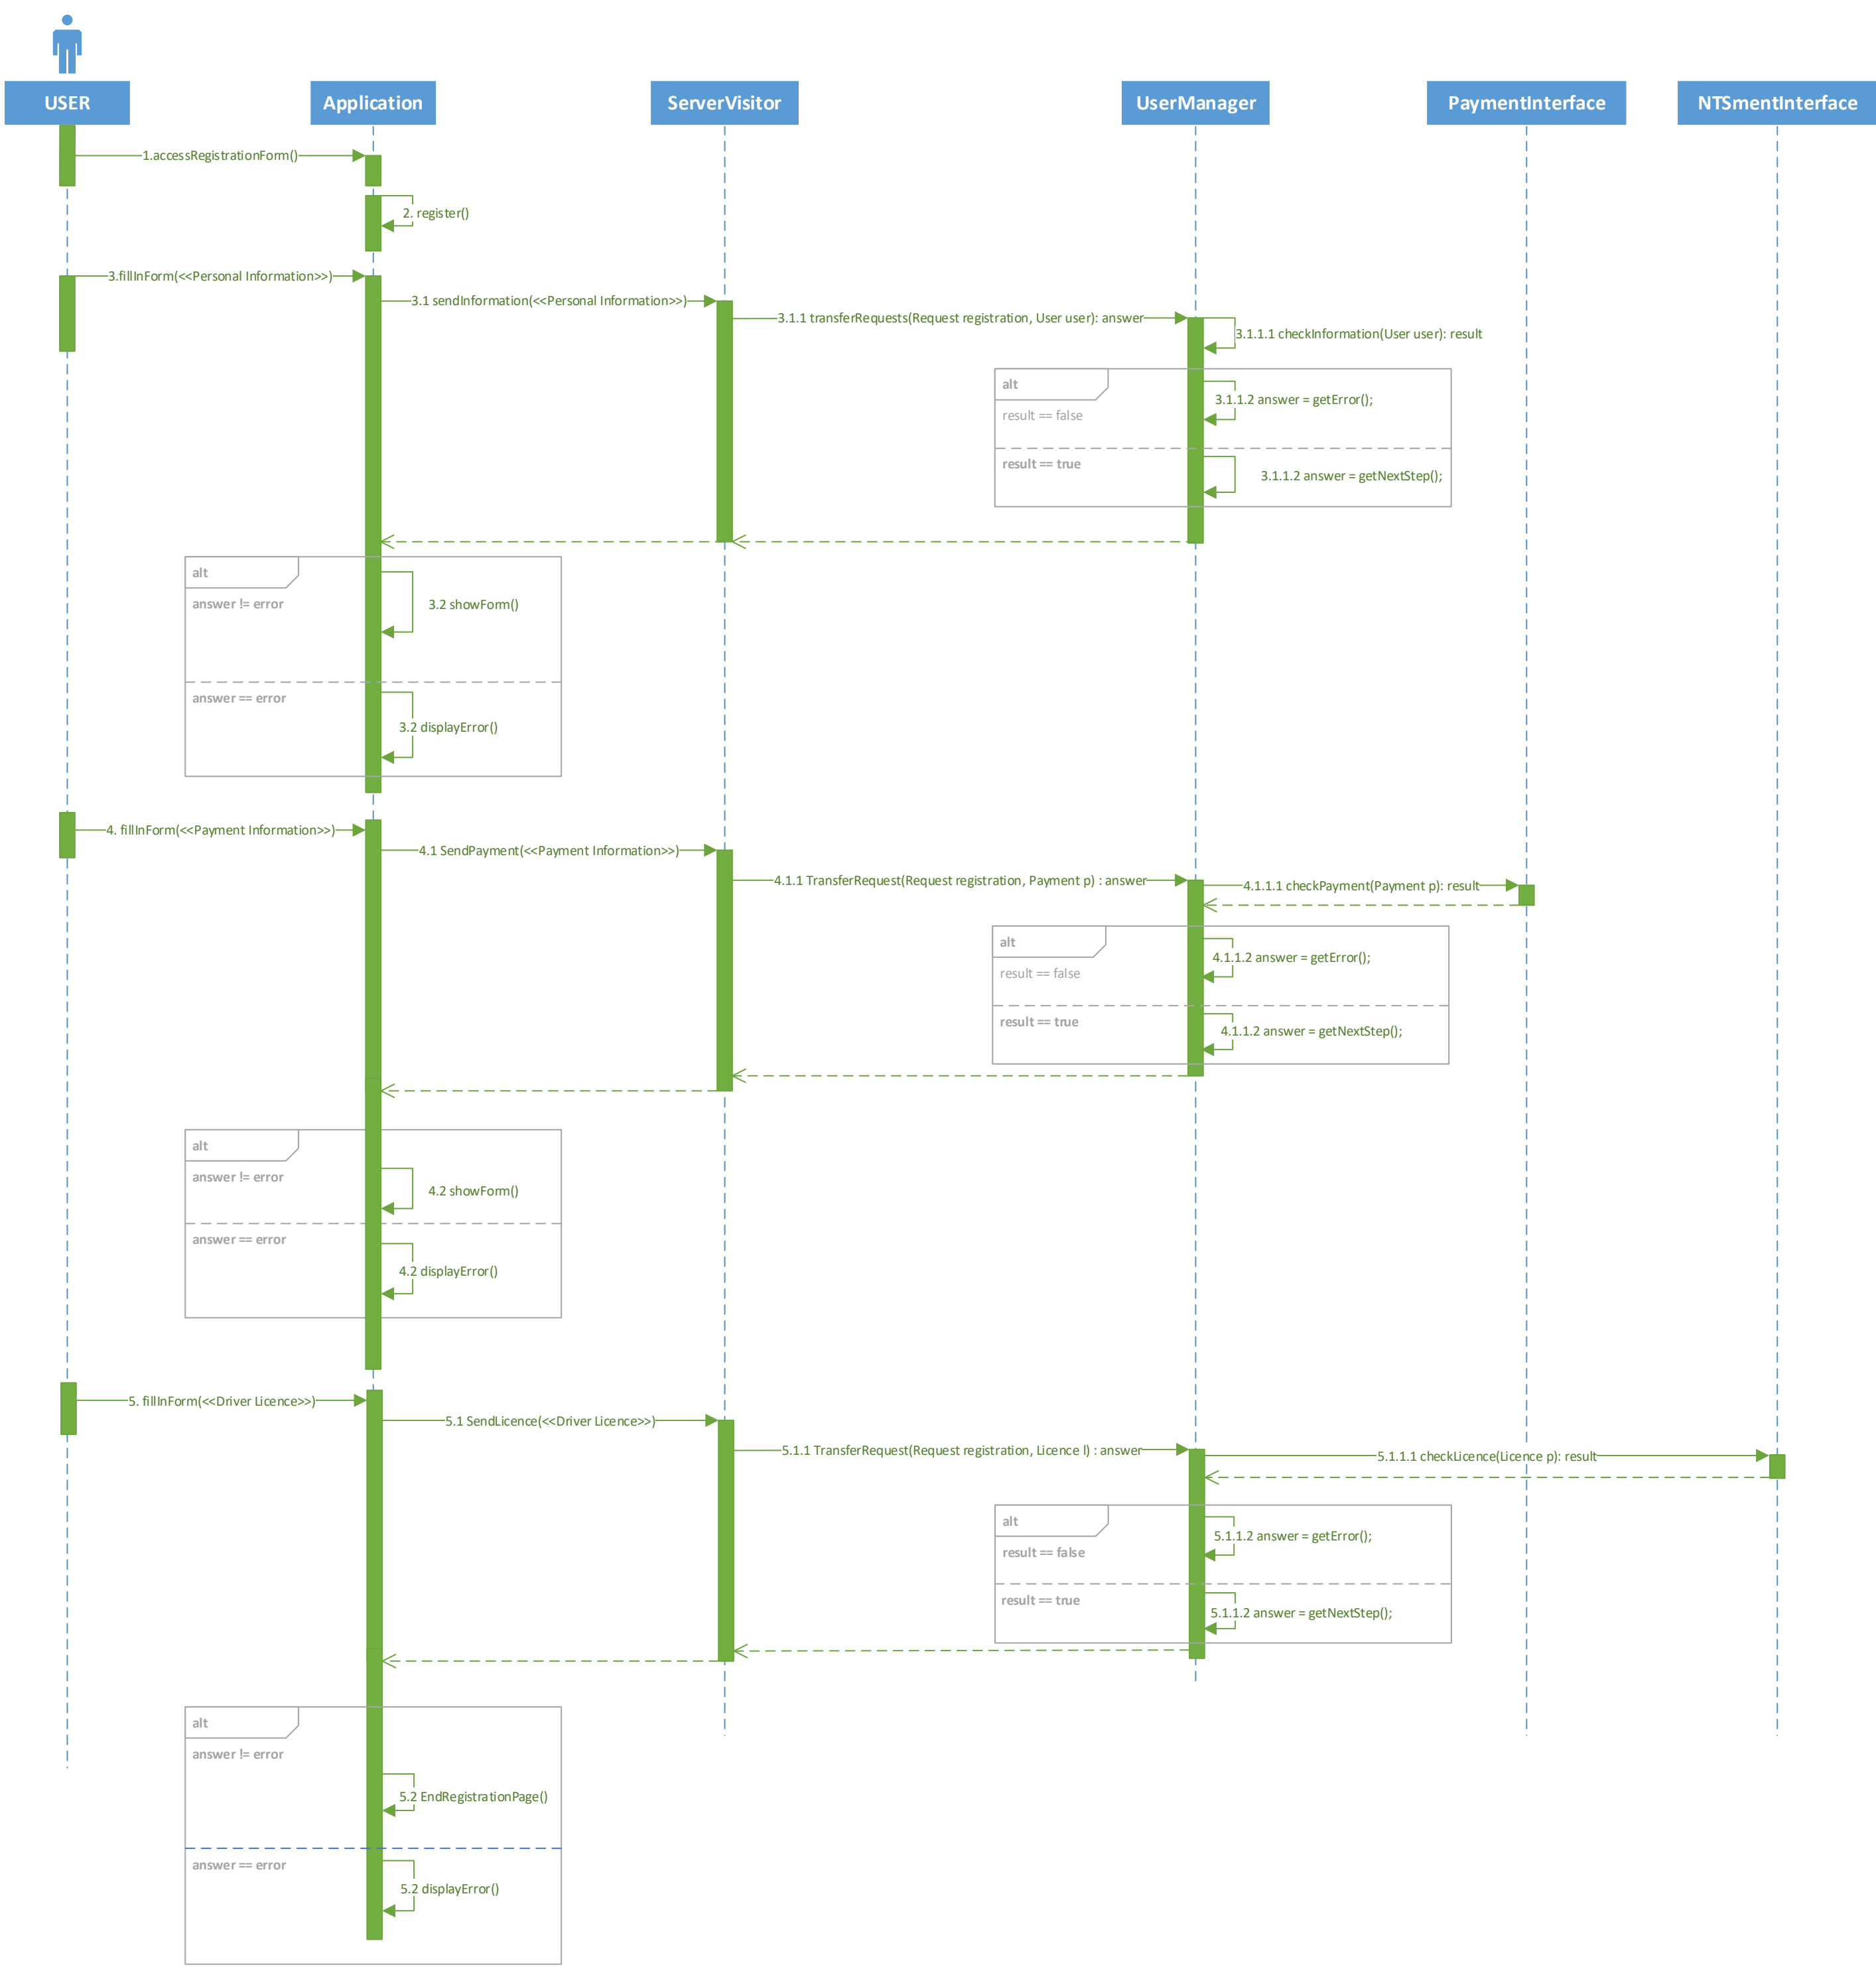 USER
Application
ServerVisitor
UserManager
PaymentInterface
NTSmentInterface
1.accessRegistrationForm()
2. register()
3.fillInForm(<<Personal Information>>)
3.1 sendInformation(<<Personal Information>>)
3.1.1 transferRequests(Request registration, User user): answer
3.1.1.1 checkInformation(User user): result
alt
3.1.1.2 answer = getError();
result == false
result == true
3.1.1.2 answer = getNextStep();
alt
answer != error
3.2 showForm()
answer == error
3.2 displayError()
4. fillInForm(<<Payment Information>>)
4.1 SendPayment(<<Payment Information>>)
4.1.1 TransferRequest(Request registration, Payment p) : answer
4.1.1.1 checkPayment(Payment p): result
alt
4.1.1.2 answer = getError();
result == false
result == true
4.1.1.2 answer = getNextStep();
alt
answer != error
4.2 showForm()
answer == error
4.2 displayError()
5. fillInForm(<<Driver Licence>>)
5.1 SendLicence(<<Driver Licence>>)
5.1.1 TransferRequest(Request registration, Licence l) : answer
5.1.1.1 checkLicence(Licence p): result
alt
5.1.1.2 answer = getError();
result == false
result == true
5.1.1.2 answer = getNextStep();
alt
answer != error
5.2 EndRegistrationPage()
answer == error
5.2 displayError()